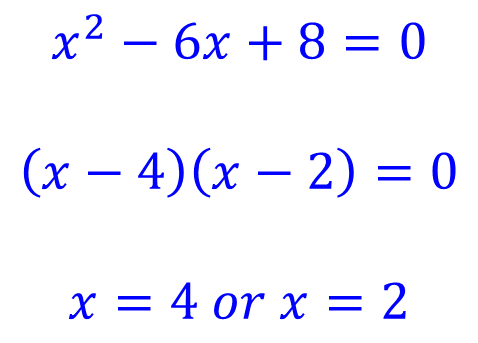 x² − 6x + 8 = 0
(x − 4)(x − 2) = 0
x = 4 or x = 2